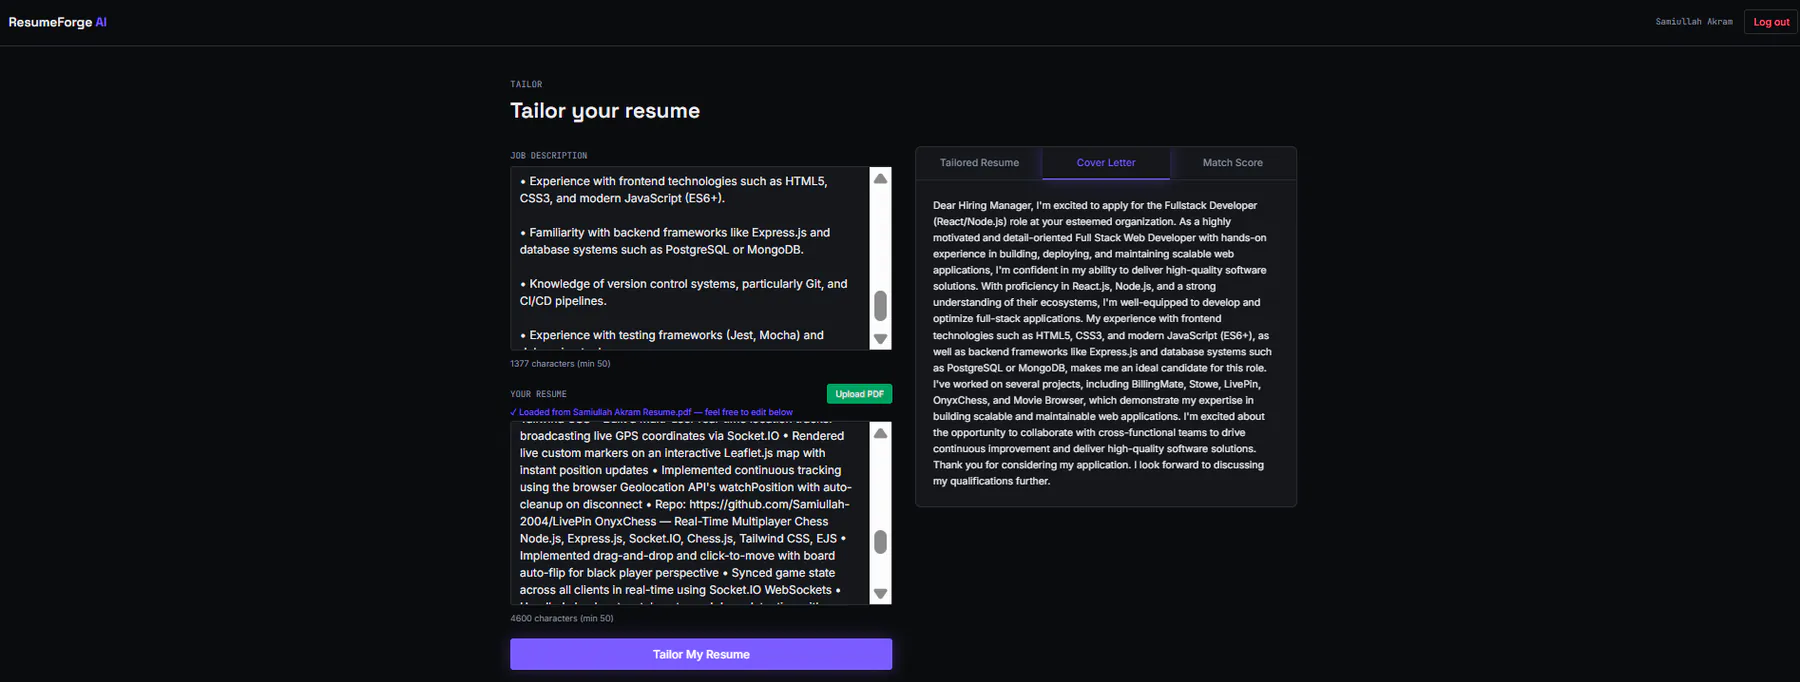 ResumeForge AI
Samiullah Akram
Log out
TAILOR
Tailor your resume
JOB DESCRIPTION
• Experience with frontend technologies such as HTML5,
CSS3, and modern JavaScript (ES6+).
• Familiarity with backend frameworks like Express.js and
database systems such as PostgreSQL or MongoDB.
• Knowledge of version control systems, particularly Git, and
CI/CD pipelines.
• Experience with testing frameworks (Jest, Mocha) and
1377 characters (min 50)
YOUR RESUME
Upload PDF
✓ Loaded from Samiullah Akram Resume.pdf — feel free to edit below
broadcasting live GPS coordinates via Socket.IO • Rendered
live custom markers on an interactive Leaflet.js map with
instant position updates • Implemented continuous tracking
using the browser Geolocation API's watchPosition with auto-
cleanup on disconnect • Repo: https://github.com/Samiullah-
2004/LivePin OnyxChess — Real-Time Multiplayer Chess
Node.js, Express.js, Socket.IO, Chess.js, Tailwind CSS, EJS •
Implemented drag-and-drop and click-to-move with board
auto-flip for black player perspective • Synced game state
across all clients in real-time using Socket.IO WebSockets •
4600 characters (min 50)
Tailor My Resume
Tailored Resume
Cover Letter
Match Score
Dear Hiring Manager, I'm excited to apply for the Fullstack Developer
(React/Node.js) role at your esteemed organization. As a highly
motivated and detail-oriented Full Stack Web Developer with hands-on
experience in building, deploying, and maintaining scalable web
applications, I'm confident in my ability to deliver high-quality software
solutions. With proficiency in React.js, Node.js, and a strong
understanding of their ecosystems, I'm well-equipped to develop and
optimize full-stack applications. My experience with frontend
technologies such as HTML5, CSS3, and modern JavaScript (ES6+), as
well as backend frameworks like Express.js and database systems such
as PostgreSQL or MongoDB, makes me an ideal candidate for this role.
I've worked on several projects, including BillingMate, Stowe, LivePin,
OnyxChess, and Movie Browser, which demonstrate my expertise in
building scalable and maintainable web applications. I'm excited about
the opportunity to collaborate with cross-functional teams to drive
continuous improvement and deliver high-quality software solutions.
Thank you for considering my application. I look forward to discussing
my qualifications further.